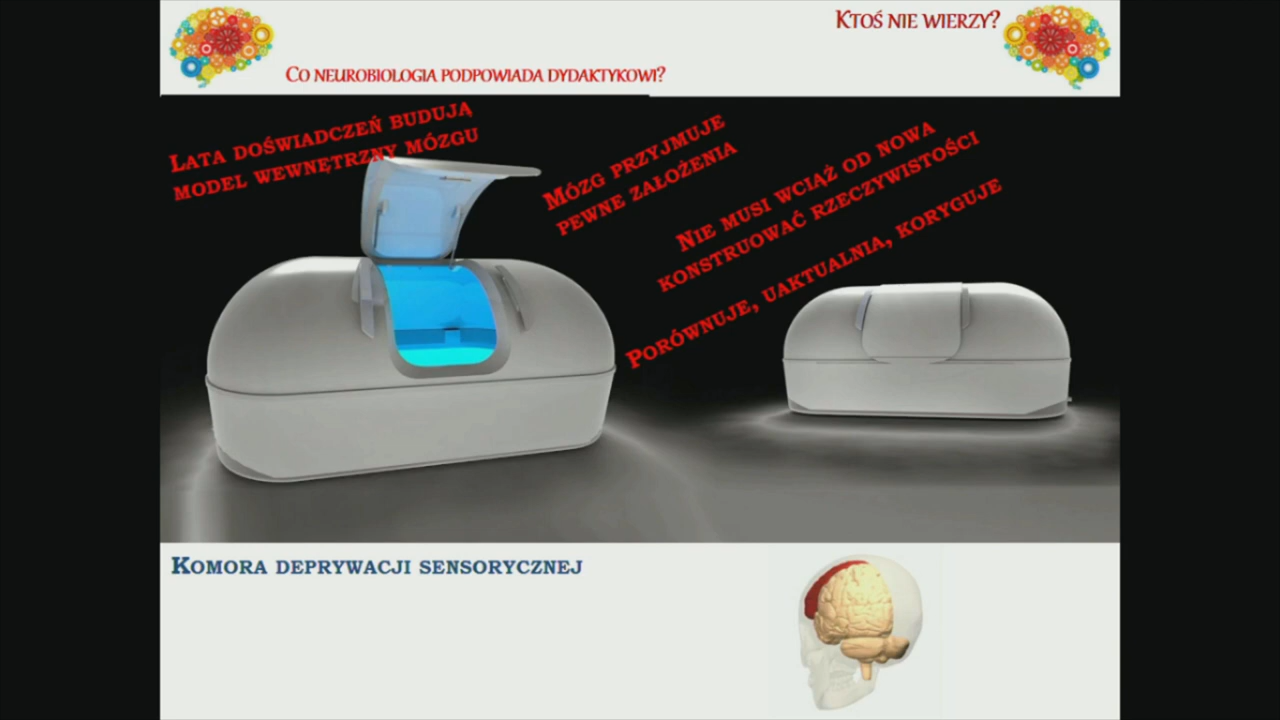 Ktoś nie wierzy?
Co neurobiologia podpowiada dydaktykowi?
Lata doświadczeń budują
model wewnętrzny mózgu
Mózg przyjmuje
pewne założenia
Nie musi wciąż od nowa
konstruować rzeczywistości
Porównuje, uaktualnia, koryguje
Komora deprywacji sensorycznej